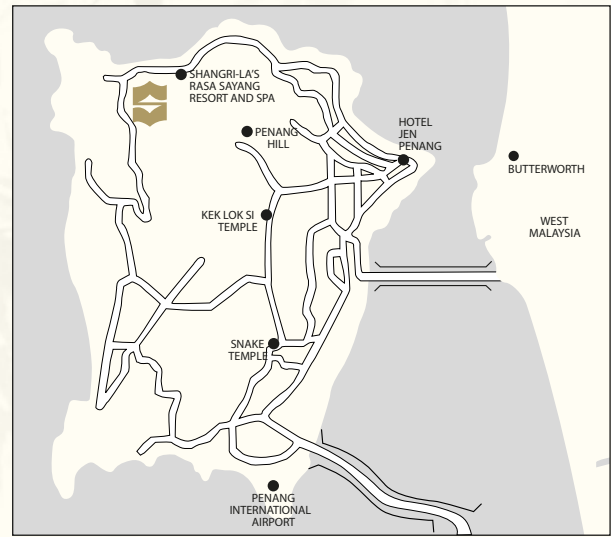 SHANGRI-LA'S
RASA SAYANG
RESORT AND SPA
HOTEL
JEN
PENANG
PENANG
HILL
BUTTERWORTH
KEK LOK SI
TEMPLE
WEST
MALAYSIA
SNAKE
TEMPLE
PENANG
INTERNATIONAL
AIRPORT